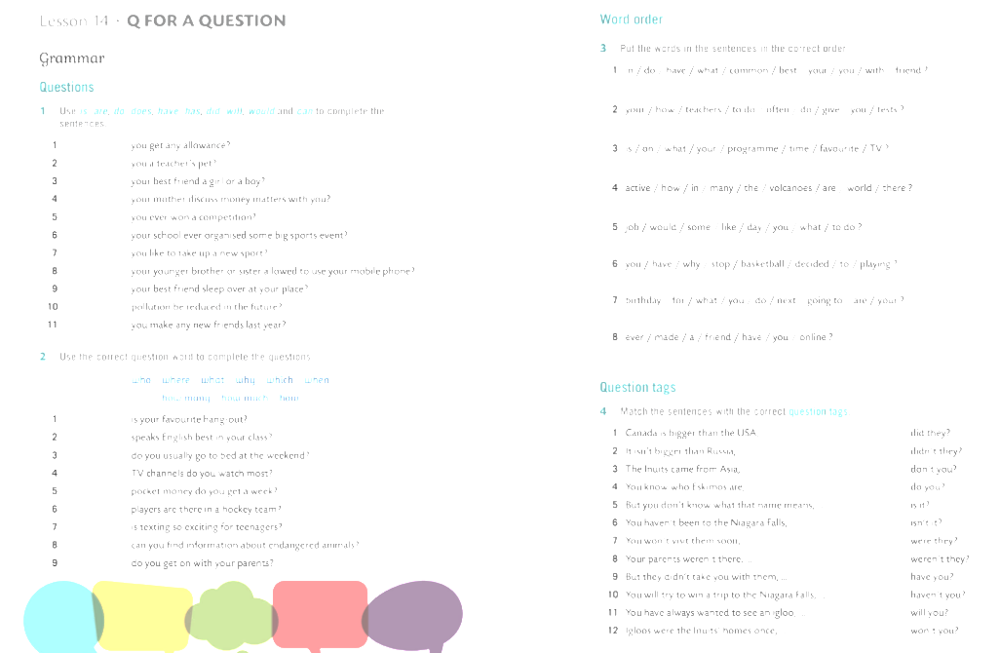 Lesson 14 · Q FOR A QUESTION
Grammar
Questions
1 Use is, are, do, does, have, has, did, will, would and can to complete the
sentences.
1 you get any allowance?
2 you a teacher's pet?
3 your best friend a girl or a boy?
4 your mother discuss money matters with you?
5 you ever won a competition?
6 your school ever organised some big sports event?
7 you like to take up a new sport?
8 your younger brother or sister allowed to use your mobile phone?
9 your best friend sleep over at your place?
10 pollution be reduced in the future?
11 you make any new friends last year?
2 Use the correct question word to complete the questions.
who where what why which when
how many how much how
1 is your favourite hang-out?
2 speaks English best in your class?
3 do you usually go to bed at the weekend?
4 TV channels do you watch most?
5 pocket money do you get a week?
6 players are there in a hockey team?
7 is texting so exciting for teenagers?
8 can you find information about endangered animals?
9 do you get on with your parents?
Word order
3 Put the words in the sentences in the correct order.
1 in / do / have / what / common / best / your / you / with / friend ?
2 your / how / teachers / to do / often / do / give / you / tests ?
3 is / on / what / your / programme / time / favourite / TV ?
4 active / how / in / many / the / volcanoes / are / world / there ?
5 job / would / some / like / day / you / what / to do ?
6 you / have / why / stop / basketball / decided / to / playing ?
7 birthday / for / what / you / do / next / going to / are / your ?
8 ever / made / a / friend / have / you / online ?
Question tags
4 Match the sentences with the correct question tags.
1 Canada is bigger than the USA, did they?
2 It isn't bigger than Russia, didn't they?
3 The Inuits came from Asia, don't you?
4 You know who Eskimos are, do you?
5 But you don't know what that name means, is it?
6 You haven't been to the Niagara Falls, isn't it?
7 You won't visit them soon, were they?
8 Your parents weren't there, ... weren't they?
9 But they didn't take you with them, ... have you?
10 You will try to win a trip to the Niagara Falls, ... haven't you?
11 You have always wanted to see an igloo, ... will you?
12 Igloos were the Inuits' homes once, won't you?